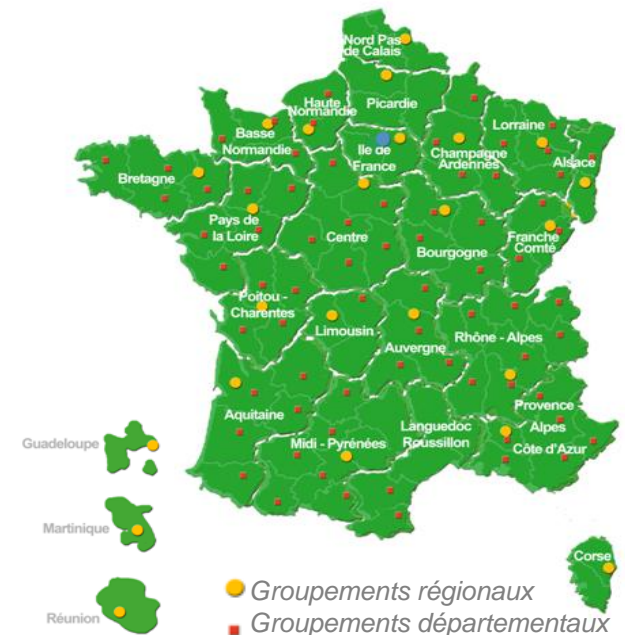 Nord Pas
de Calais
Picardie
Haute
Normandie
Basse
Normandie
Ile de
France
Champagne
Ardennes
Lorraine
Alsace
Bretagne
Pays de
la Loire
Centre
Bourgogne
Franche
Comté
Poitou -
Charentes
Limousin
Auvergne
Rhône - Alpes
Aquitaine
Midi - Pyrénées
Languedoc
Roussillon
Provence
Alpes
Côte d'Azur
Corse
Guadeloupe
Martinique
Réunion
Groupements régionaux
Groupements départementaux